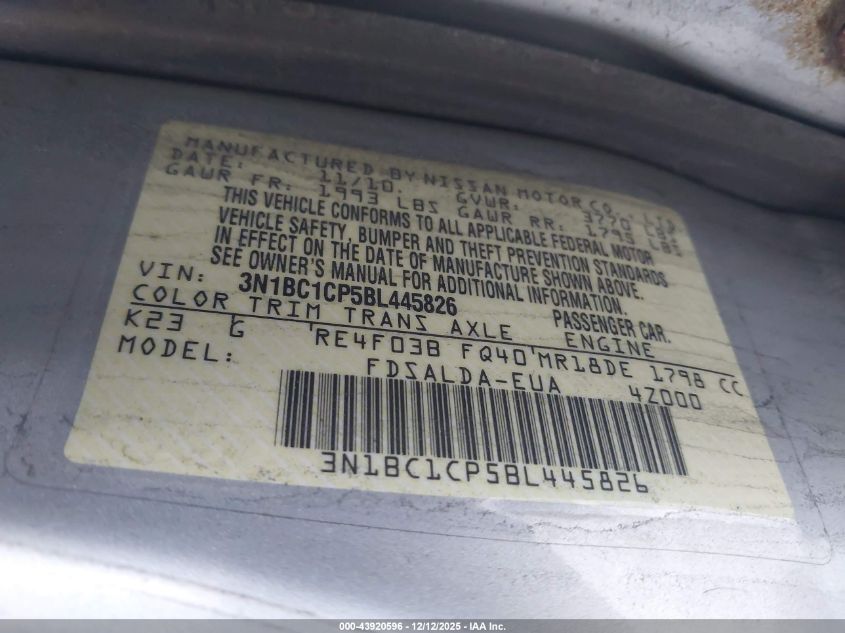 MANUFACTURED BY NISSAN MOTOR CO., LTD
DATE: 11/10. GVWR: 3770 LBS
GAWR FR: 1993 LBS GAWR RR: 1795 LBS
THIS VEHICLE CONFORMS TO ALL APPLICABLE FEDERAL MOTOR
VEHICLE SAFETY, BUMPER AND THEFT PREVENTION STANDARDS
IN EFFECT ON THE DATE OF MANUFACTURE SHOWN ABOVE.
SEE OWNER'S MANUAL FOR ADDITIONAL INFORMATION.
VIN: 3N1BC1CP5BL445826 PASSENGER CAR.
COLOR TRIM TRANS AXLE ENGINE
K23 G RE4F03B FQ40 MR18DE 1798 CC
MODEL: FDSALDA-EUA 4Z000
3N1BC1CP5BL445826
000-43920596 - 12/12/2025 - IAA Inc.